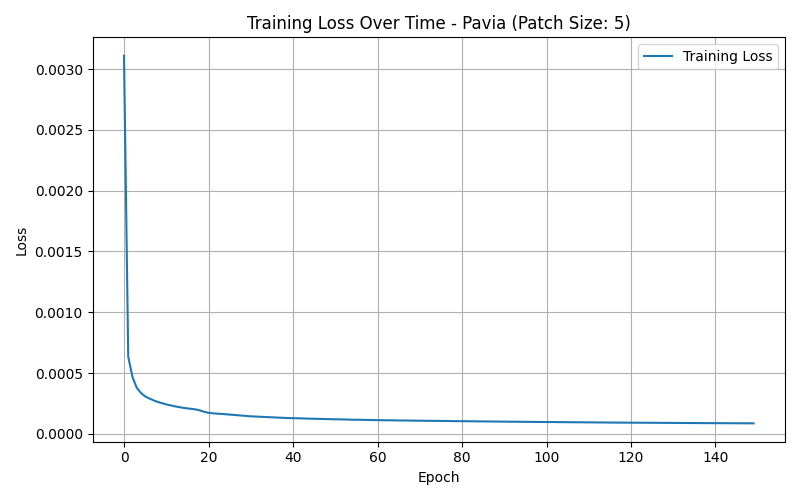 Training Loss Over Time - Pavia (Patch Size: 5)
Training Loss
0.0030
0.0025
0.0020
0.0015
0.0010
0.0005
0.0000
Loss
0 20 40 60 80 100 120 140
Epoch